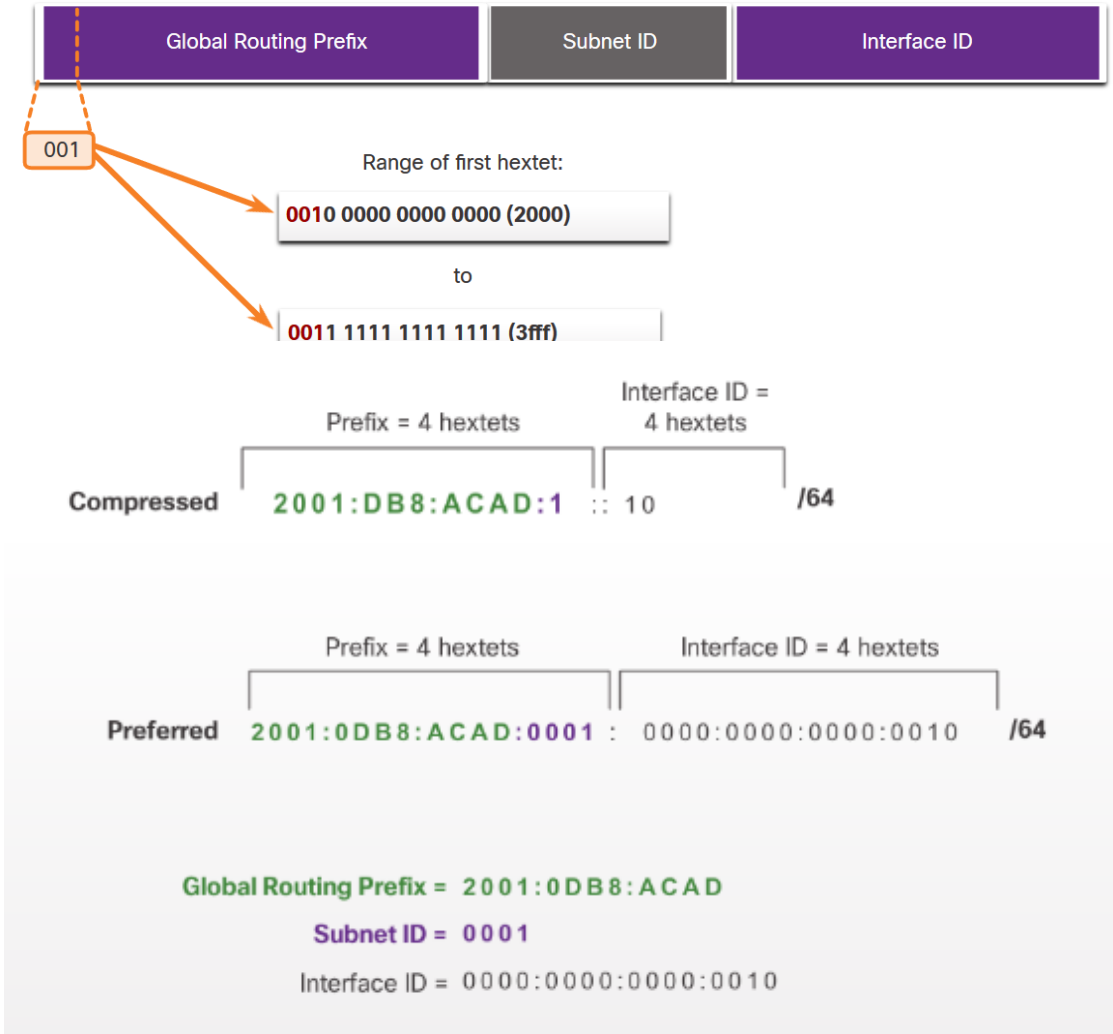 Global Routing Prefix Subnet ID Interface ID
001
Range of first hextet:
0010 0000 0000 0000 (2000)
to
0011 1111 1111 1111 (3fff)
Interface ID =
Prefix = 4 hextets 4 hextets
Compressed 2001:DB8:ACAD:1 :: 10 /64
Prefix = 4 hextets Interface ID = 4 hextets
Preferred 2001:0DB8:ACAD:0001 : 0000:0000:0000:0010 /64
Global Routing Prefix = 2001:0DB8:ACAD
Subnet ID = 0001
Interface ID = 0000:0000:0000:0010